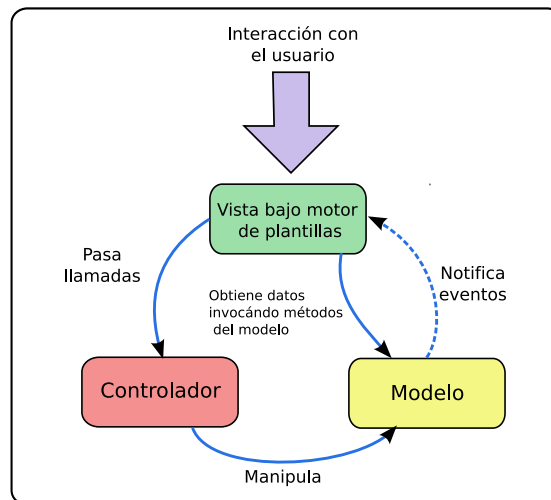 Interacción con
el usuario
Vista bajo motor
de plantillas
Pasa
llamadas
Notifica
eventos
Obtiene datos
invocándo métodos
del modelo
Controlador
Modelo
Manipula